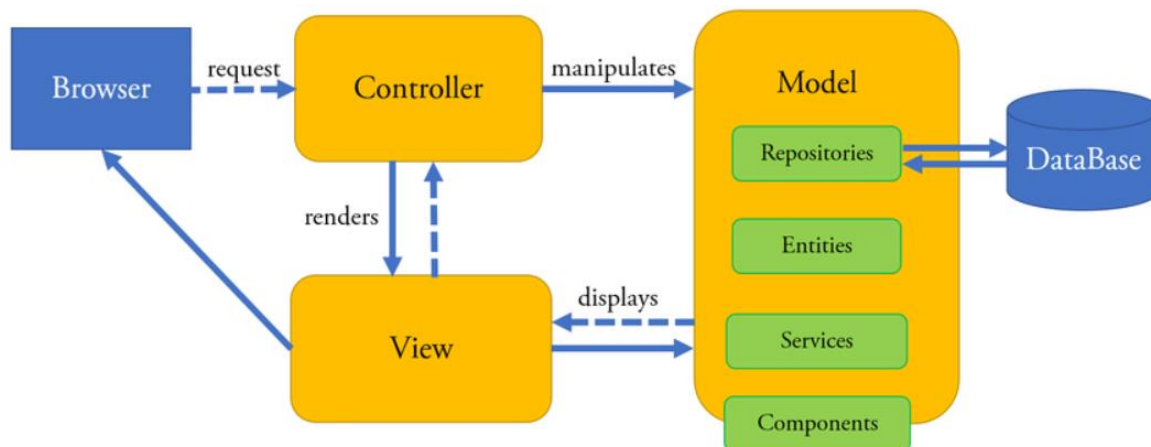 Browser
request
Controller
manipulates
Model
Repositories
DataBase
renders
Entities
displays
View
Services
Components